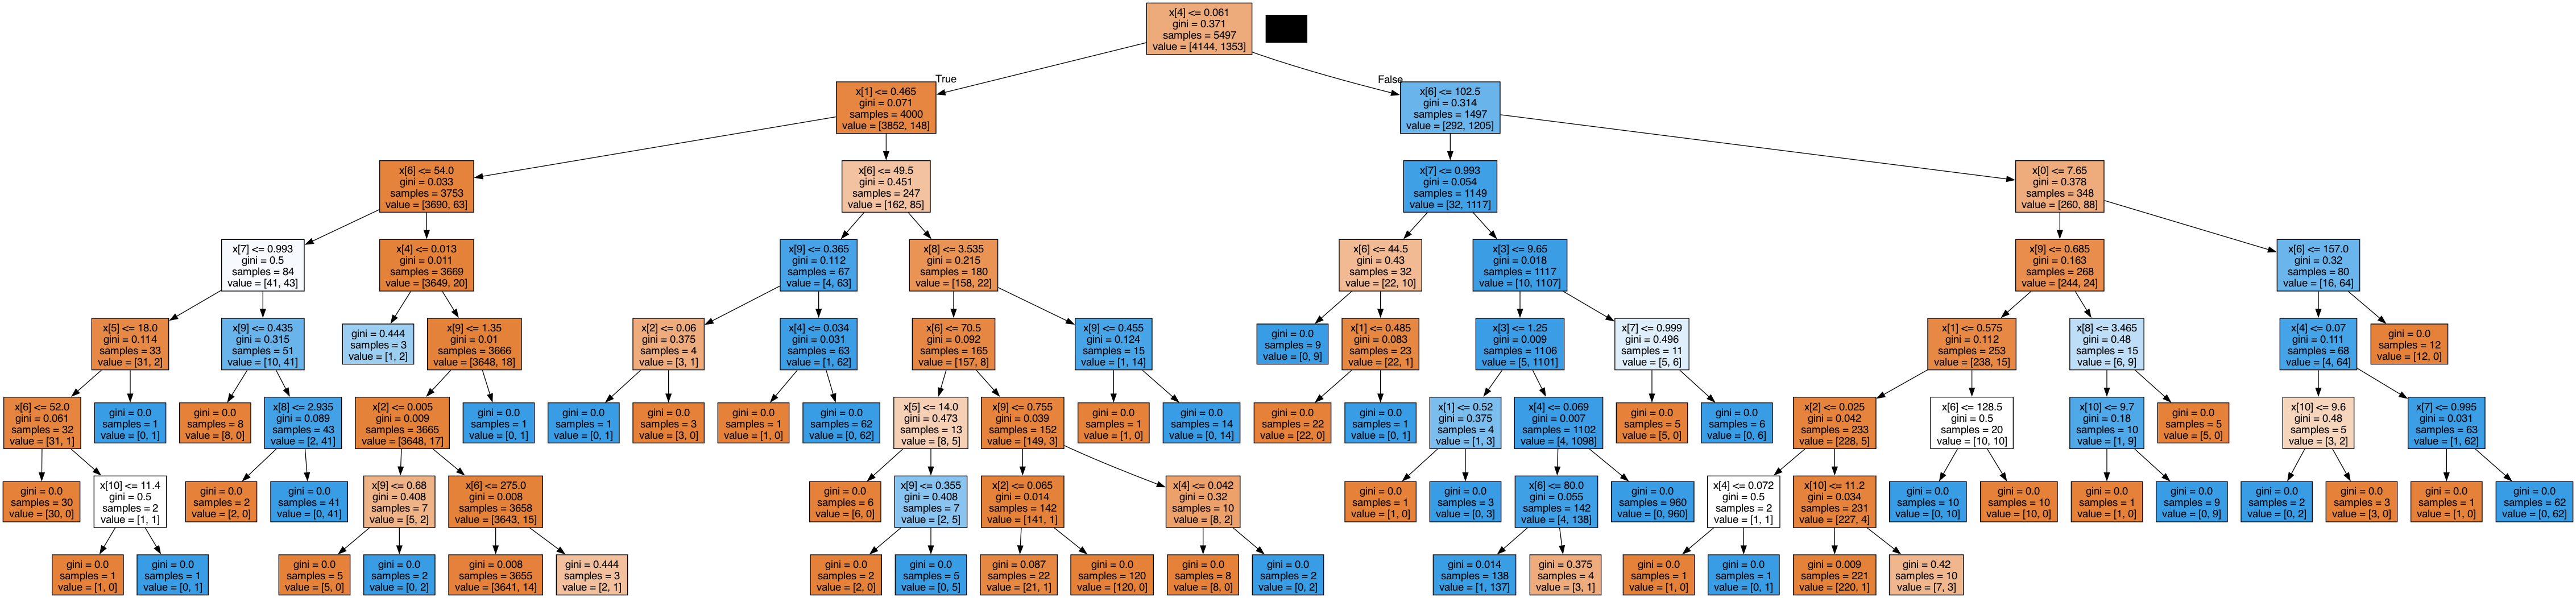 x[4] <= 0.061
gini = 0.371
samples = 5497
value = [4144, 1353]
True
False
x[1] <= 0.465
gini = 0.071
samples = 4000
value = [3852, 148]
x[6] <= 102.5
gini = 0.314
samples = 1497
value = [292, 1205]
x[6] <= 54.0
gini = 0.033
samples = 3753
value = [3690, 63]
x[6] <= 49.5
gini = 0.451
samples = 247
value = [162, 85]
x[7] <= 0.993
gini = 0.054
samples = 1149
value = [32, 1117]
x[0] <= 7.65
gini = 0.378
samples = 348
value = [260, 88]
x[7] <= 0.993
gini = 0.5
samples = 84
value = [41, 43]
x[4] <= 0.013
gini = 0.011
samples = 3669
value = [3649, 20]
x[9] <= 0.365
gini = 0.112
samples = 67
value = [4, 63]
x[8] <= 3.535
gini = 0.215
samples = 180
value = [158, 22]
x[6] <= 44.5
gini = 0.43
samples = 32
value = [22, 10]
x[3] <= 9.65
gini = 0.018
samples = 1117
value = [10, 1107]
x[9] <= 0.685
gini = 0.163
samples = 268
value = [244, 24]
x[6] <= 157.0
gini = 0.32
samples = 80
value = [16, 64]
x[5] <= 18.0
gini = 0.114
samples = 33
value = [31, 2]
x[9] <= 0.435
gini = 0.315
samples = 51
value = [10, 41]
gini = 0.444
samples = 3
value = [1, 2]
x[9] <= 1.35
gini = 0.01
samples = 3666
value = [3648, 18]
x[2] <= 0.06
gini = 0.375
samples = 4
value = [3, 1]
x[4] <= 0.034
gini = 0.031
samples = 63
value = [1, 62]
x[6] <= 70.5
gini = 0.092
samples = 165
value = [157, 8]
x[9] <= 0.455
gini = 0.124
samples = 15
value = [1, 14]
gini = 0.0
samples = 9
value = [0, 9]
x[1] <= 0.485
gini = 0.083
samples = 23
value = [22, 1]
x[3] <= 1.25
gini = 0.009
samples = 1106
value = [5, 1101]
x[7] <= 0.999
gini = 0.496
samples = 11
value = [5, 6]
x[1] <= 0.575
gini = 0.112
samples = 253
value = [238, 15]
x[8] <= 3.465
gini = 0.48
samples = 15
value = [6, 9]
x[4] <= 0.07
gini = 0.111
samples = 68
value = [4, 64]
gini = 0.0
samples = 12
value = [12, 0]
x[6] <= 52.0
gini = 0.061
samples = 32
value = [31, 1]
gini = 0.0
samples = 1
value = [0, 1]
gini = 0.0
samples = 8
value = [8, 0]
x[8] <= 2.935
gini = 0.089
samples = 43
value = [2, 41]
x[2] <= 0.005
gini = 0.009
samples = 3665
value = [3648, 17]
gini = 0.0
samples = 1
value = [0, 1]
gini = 0.0
samples = 1
value = [0, 1]
gini = 0.0
samples = 3
value = [3, 0]
gini = 0.0
samples = 1
value = [1, 0]
gini = 0.0
samples = 62
value = [0, 62]
x[5] <= 14.0
gini = 0.473
samples = 13
value = [8, 5]
x[9] <= 0.755
gini = 0.039
samples = 152
value = [149, 3]
gini = 0.0
samples = 1
value = [1, 0]
gini = 0.0
samples = 14
value = [0, 14]
gini = 0.0
samples = 22
value = [22, 0]
gini = 0.0
samples = 1
value = [0, 1]
x[1] <= 0.52
gini = 0.375
samples = 4
value = [1, 3]
x[4] <= 0.069
gini = 0.007
samples = 1102
value = [4, 1098]
gini = 0.0
samples = 5
value = [5, 0]
gini = 0.0
samples = 6
value = [0, 6]
x[2] <= 0.025
gini = 0.042
samples = 233
value = [228, 5]
x[6] <= 128.5
gini = 0.5
samples = 20
value = [10, 10]
x[10] <= 9.7
gini = 0.18
samples = 10
value = [1, 9]
gini = 0.0
samples = 5
value = [5, 0]
x[10] <= 9.6
gini = 0.48
samples = 5
value = [3, 2]
x[7] <= 0.995
gini = 0.031
samples = 63
value = [1, 62]
gini = 0.0
samples = 30
value = [30, 0]
x[10] <= 11.4
gini = 0.5
samples = 2
value = [1, 1]
gini = 0.0
samples = 2
value = [2, 0]
gini = 0.0
samples = 41
value = [0, 41]
x[9] <= 0.68
gini = 0.408
samples = 7
value = [5, 2]
x[6] <= 275.0
gini = 0.008
samples = 3658
value = [3643, 15]
gini = 0.0
samples = 6
value = [6, 0]
x[9] <= 0.355
gini = 0.408
samples = 7
value = [2, 5]
x[2] <= 0.065
gini = 0.014
samples = 142
value = [141, 1]
x[4] <= 0.042
gini = 0.32
samples = 10
value = [8, 2]
gini = 0.0
samples = 1
value = [1, 0]
gini = 0.0
samples = 3
value = [0, 3]
x[6] <= 80.0
gini = 0.055
samples = 142
value = [4, 138]
gini = 0.0
samples = 960
value = [0, 960]
x[4] <= 0.072
gini = 0.5
samples = 2
value = [1, 1]
x[10] <= 11.2
gini = 0.034
samples = 231
value = [227, 4]
gini = 0.0
samples = 10
value = [0, 10]
gini = 0.0
samples = 10
value = [10, 0]
gini = 0.0
samples = 1
value = [1, 0]
gini = 0.0
samples = 9
value = [0, 9]
gini = 0.0
samples = 2
value = [0, 2]
gini = 0.0
samples = 3
value = [3, 0]
gini = 0.0
samples = 1
value = [1, 0]
gini = 0.0
samples = 62
value = [0, 62]
gini = 0.0
samples = 1
value = [1, 0]
gini = 0.0
samples = 1
value = [0, 1]
gini = 0.0
samples = 5
value = [5, 0]
gini = 0.0
samples = 2
value = [0, 2]
gini = 0.008
samples = 3655
value = [3641, 14]
gini = 0.444
samples = 3
value = [2, 1]
gini = 0.0
samples = 2
value = [2, 0]
gini = 0.0
samples = 5
value = [0, 5]
gini = 0.087
samples = 22
value = [21, 1]
gini = 0.0
samples = 120
value = [120, 0]
gini = 0.0
samples = 8
value = [8, 0]
gini = 0.0
samples = 2
value = [0, 2]
gini = 0.014
samples = 138
value = [1, 137]
gini = 0.375
samples = 4
value = [3, 1]
gini = 0.0
samples = 1
value = [1, 0]
gini = 0.0
samples = 1
value = [0, 1]
gini = 0.009
samples = 221
value = [220, 1]
gini = 0.42
samples = 10
value = [7, 3]